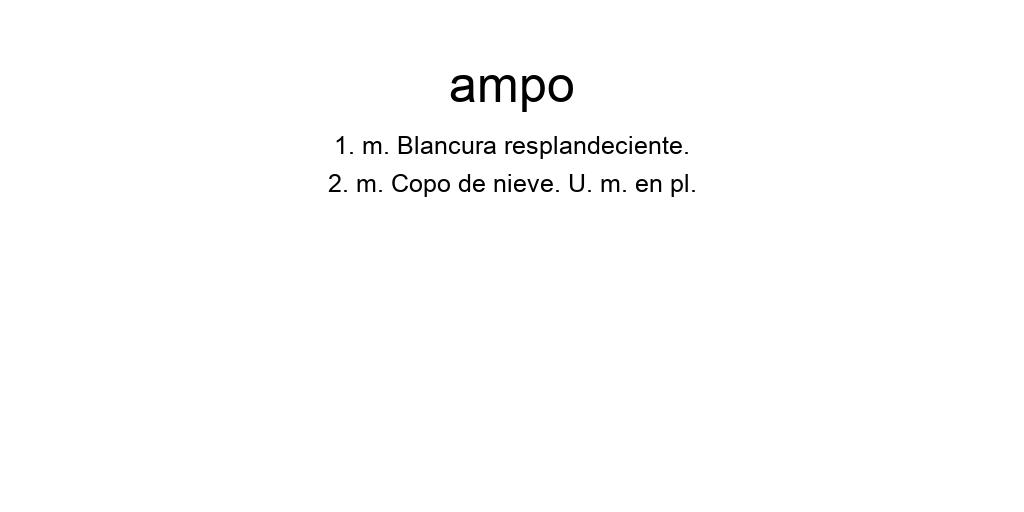 ampo
1. m. Blancura resplandeciente.
2. m. Copo de nieve. U. m. en pl.